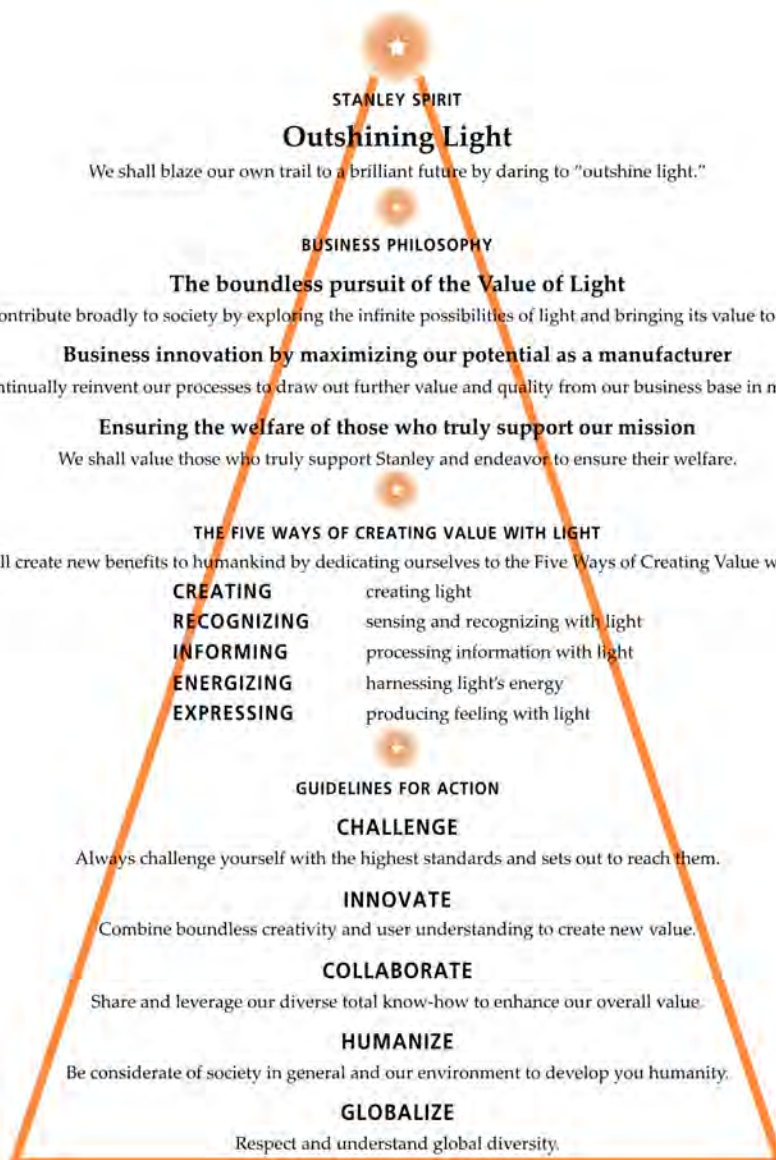 STANLEY SPIRIT
Outshining Light
We shall blaze our own trail to a brilliant future by daring to “outshine light.”
BUSINESS PHILOSOPHY
The boundless pursuit of the Value of Light
ontribute broadly to society by exploring the infinite possibilities of light and bringing its value to
Business innovation by maximizing our potential as a manufacturer
ntinually reinvent our processes to draw out further value and quality from our business base in
Ensuring the welfare of those who truly support our mission
We shall value those who truly support Stanley and endeavor to ensure their welfare.
THE FIVE WAYS OF CREATING VALUE WITH LIGHT
ll create new benefits to humankind by dedicating ourselves to the Five Ways of Creating Value w
CREATING creating light
RECOGNIZING sensing and recognizing with light
INFORMING processing information with light
ENERGIZING harnessing light's energy
EXPRESSING producing feeling with light
GUIDELINES FOR ACTION
CHALLENGE
Always challenge yourself with the highest standards and sets out to reach them.
INNOVATE
Combine boundless creativity and user understanding to create new value.
COLLABORATE
Share and leverage our diverse total know-how to enhance our overall value.
HUMANIZE
Be considerate of society in general and our environment to develop you humanity.
GLOBALIZE
Respect and understand global diversity.